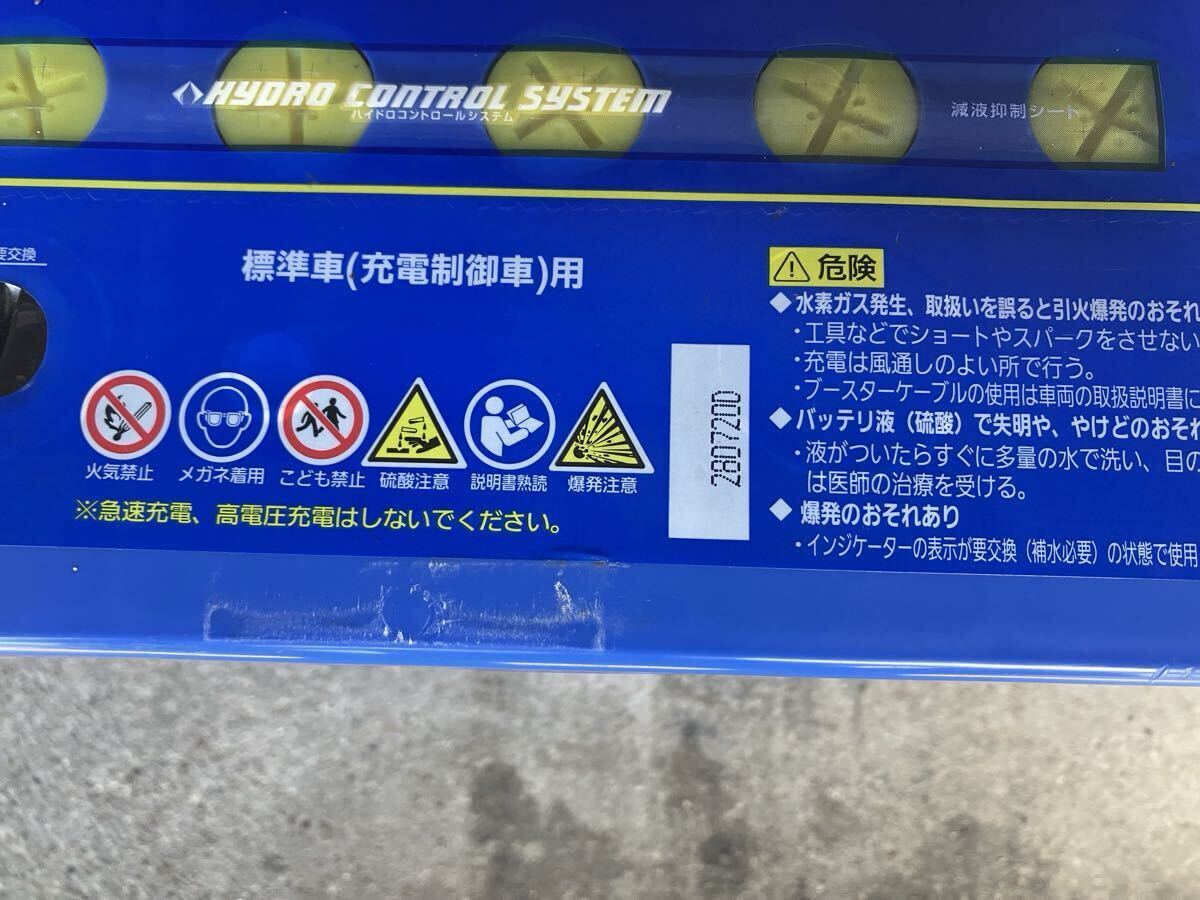 HYDRO CONTROL SYSTEM
ハイドロコントロールシステム
減液抑制シート
要交換
標準車(充電制御車)用
火気禁止 メガネ着用 こども禁止 硫酸注意 説明書熟読 爆発注意
※急速充電、高電圧充電はしないでください。
280720D
危険
◆水素ガス発生、取扱いを誤ると引火爆発のおそれ
・工具などでショートやスパークをさせない
・充電は風通しのよい所で行う。
・ブースターケーブルの使用は車両の取扱説明書に
◆バッテリ液（硫酸）で失明や、やけどのおそれ
・液がついたらすぐに多量の水で洗い、目の
は医師の治療を受ける。
◆ 爆発のおそれあり
・インジケーターの表示が要交換（補水必要）の状態で使用